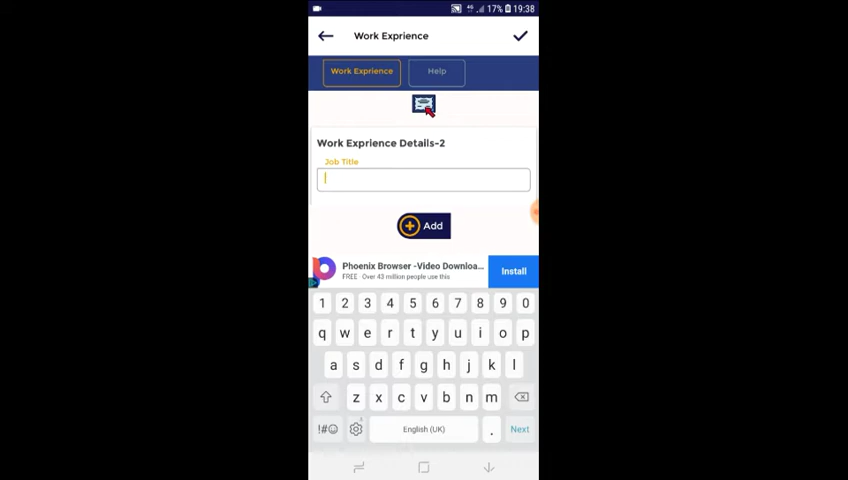 17% 19:38
Work Exprience
Work Exprience Help
Work Exprience Details-2
Job Title
Add
Phoenix Browser -Video Downloa...
FREE Over 43 million people use this
Install
1 2 3 4 5 6 7 8 9 0
q w e r t y u i o p
a s d f g h j k l
z x c v b n m
!#☺ English (UK) . Next